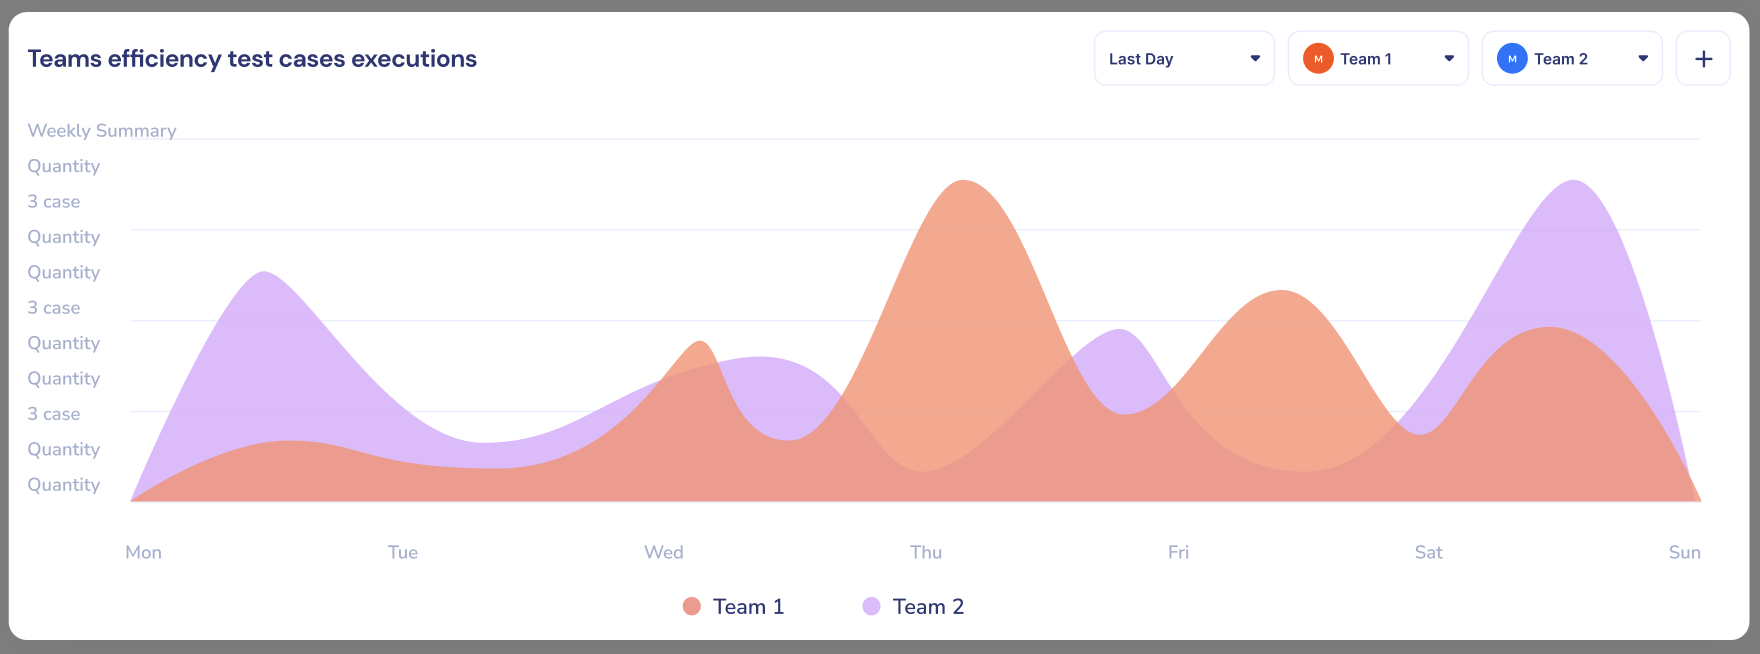 Teams efficiency test cases executions
Last Day
M Team 1
M Team 2
+
Weekly Summary
Quantity
3 case
Quantity
Quantity
3 case
Quantity
Quantity
3 case
Quantity
Quantity
Mon Tue Wed Thu Fri Sat Sun
Team 1 Team 2